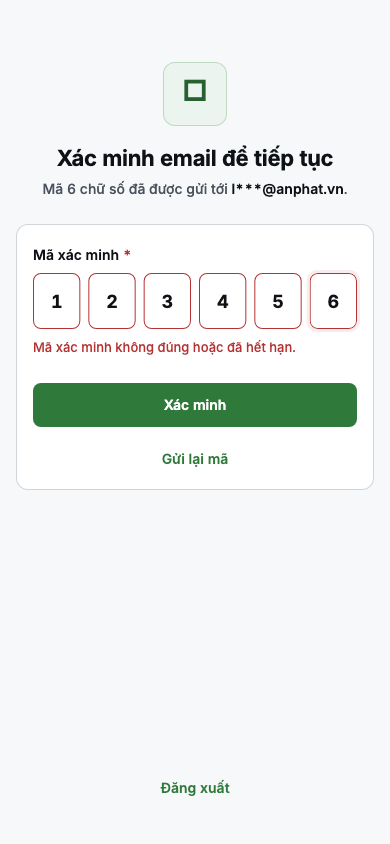 Xác minh email để tiếp tục
Mã 6 chữ số đã được gửi tới l***@anphat.vn.
Mã xác minh *
1 2 3 4 5 6
Mã xác minh không đúng hoặc đã hết hạn.
Xác minh
Gửi lại mã
Đăng xuất